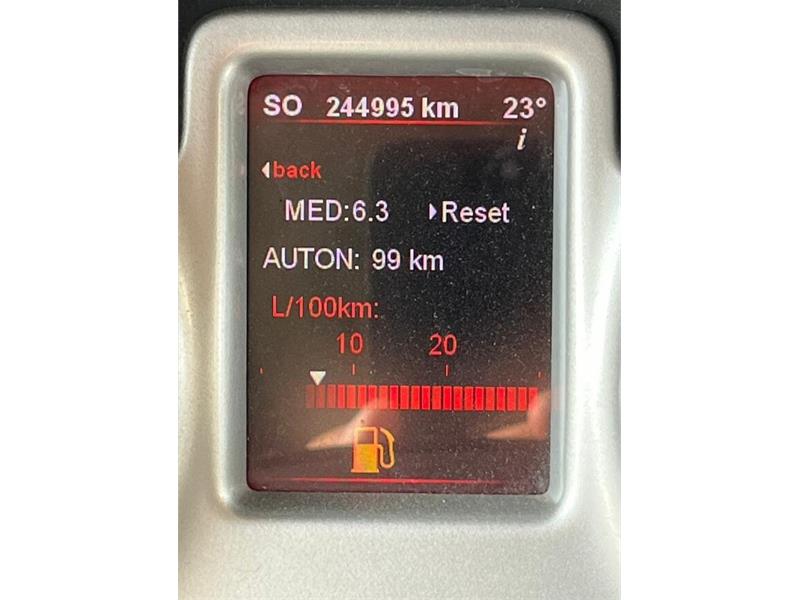 SO 244995 km 23°
i
back
MED:6.3 Reset
AUTON: 99 km
L/100km:
10 20